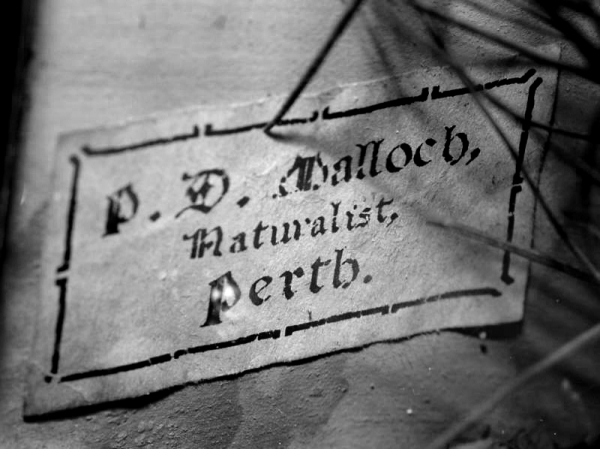 P. D. Malloch,
Naturalist,
Perth.